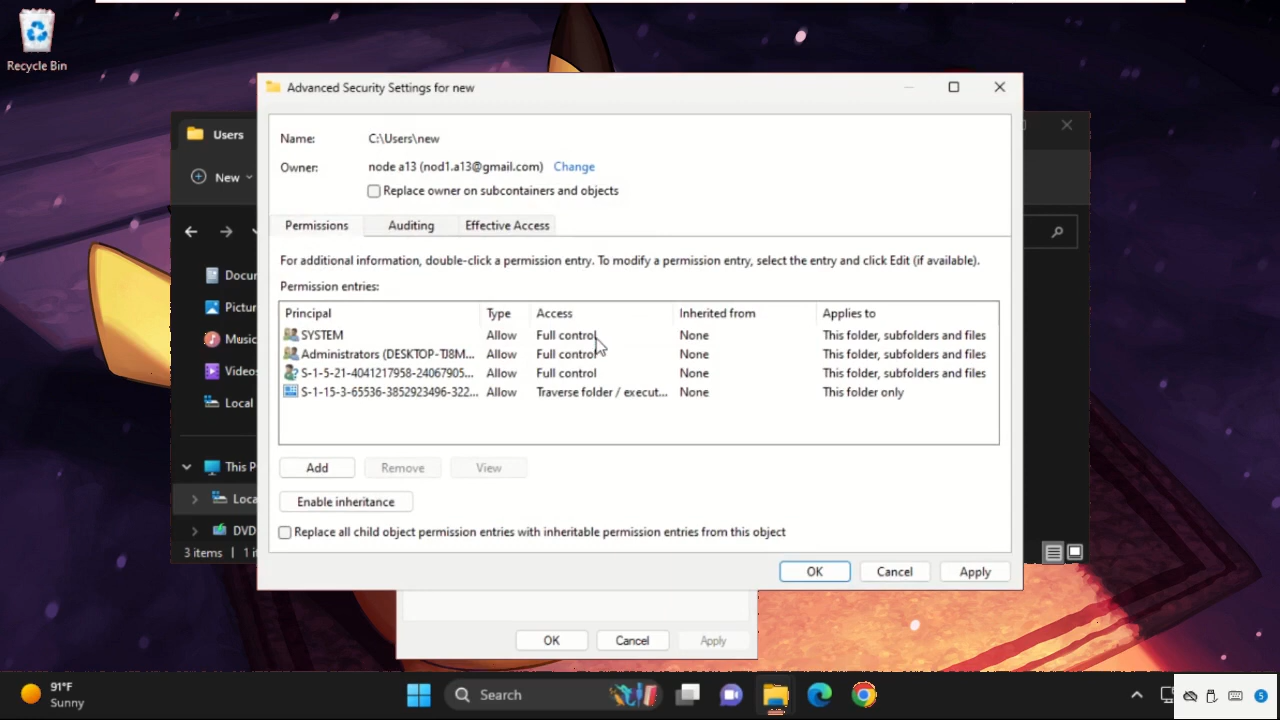 Recycle Bin
Advanced Security Settings for new
Users
New
Name: C:\Users\new
Owner: node a13 (nod1.a13@gmail.com) Change
Replace owner on subcontainers and objects
Permissions Auditing Effective Access
For additional information, double-click a permission entry. To modify a permission entry, select the entry and click Edit (if available).
Permission entries:
Principal Type Access Inherited from Applies to
SYSTEM Allow Full control None This folder, subfolders and files
Administrators (DESKTOP-TJ8M... Allow Full control None This folder, subfolders and files
S-1-5-21-4041217958-24067905... Allow Full control None This folder, subfolders and files
S-1-15-3-65536-3852923496-322... Allow Traverse folder / execut... None This folder only
Docur
Pictur
Music
Videos
Local
This P
Loca
DVD
3 items 1 it
Add Remove View
Enable inheritance
Replace all child object permission entries with inheritable permission entries from this object
OK Cancel Apply
OK Cancel Apply
91°F
Sunny
Search
5